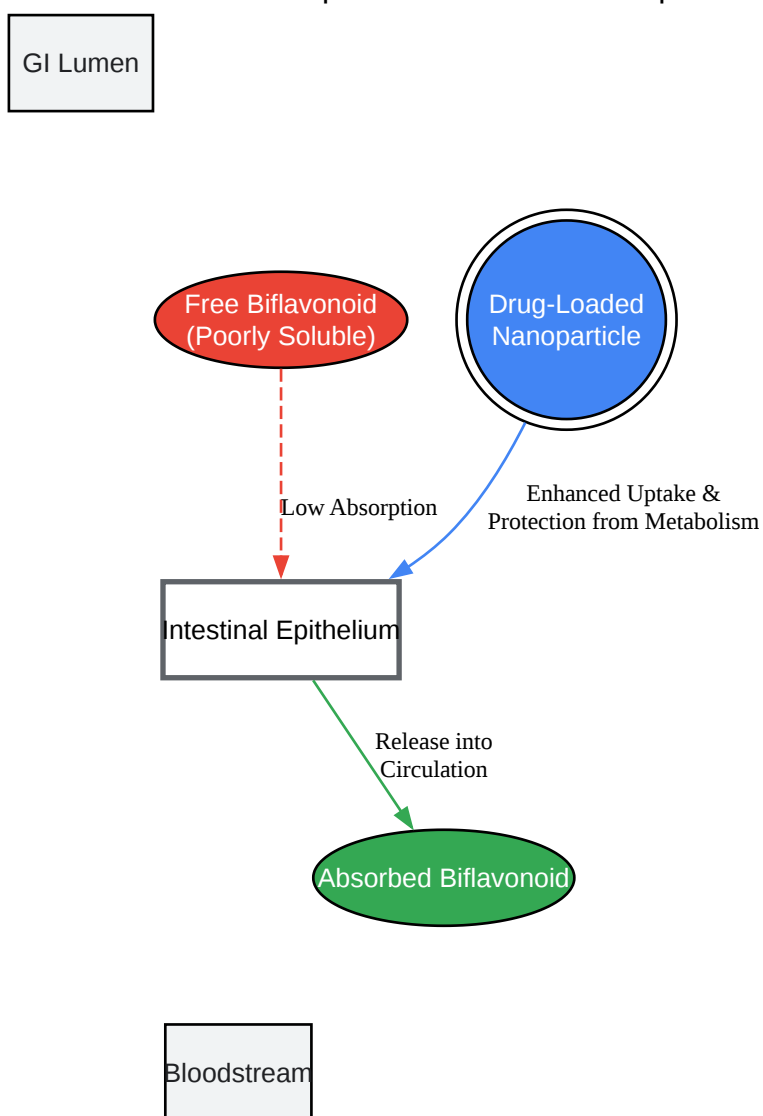 GI Lumen
Free Biflavonoid
(Poorly Soluble)
Drug-Loaded
Nanoparticle
Low Absorption
Enhanced Uptake &
Protection from Metabolism
Intestinal Epithelium
Release into
Circulation
Absorbed Biflavonoid
Bloodstream